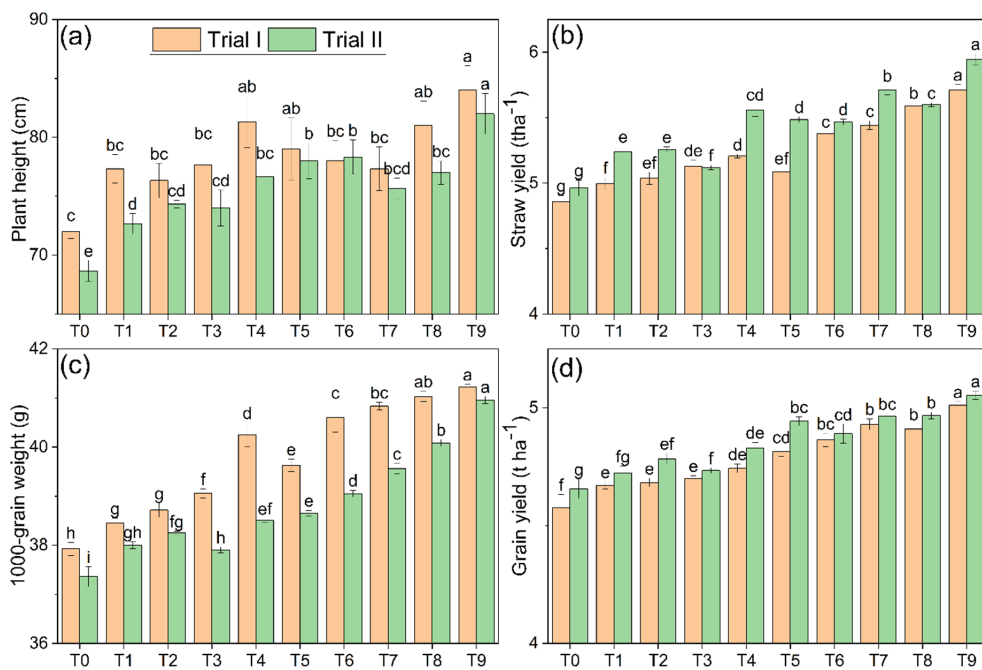 (a)
Trial I
Trial II
Plant height (cm)
90
80
70
c
e
bc
d
bc
cd
bc
cd
ab
bc
ab
b
bc
b
bc
bcd
ab
c
a
a
T0 T1 T2 T3 T4 T5 T6 T7 T8 T9
(b)
Straw yield (tha⁻¹)
6
5
4
g
g
f
e
ef
e
de
f
d
cd
ef
d
c
d
c
b
b
c
a
a
T0 T1 T2 T3 T4 T5 T6 T7 T8 T9
(c)
1000-grain weight (g)
42
40
38
36
h
i
g
gh
g
fg
f
h
d
ef
e
e
c
d
bc
c
ab
b
a
a
T0 T1 T2 T3 T4 T5 T6 T7 T8 T9
(d)
Grain yield (t ha⁻¹)
5
4
f
g
e
fg
e
ef
e
f
de
de
cd
bc
bc
cd
b
bc
b
b
a
a
T0 T1 T2 T3 T4 T5 T6 T7 T8 T9